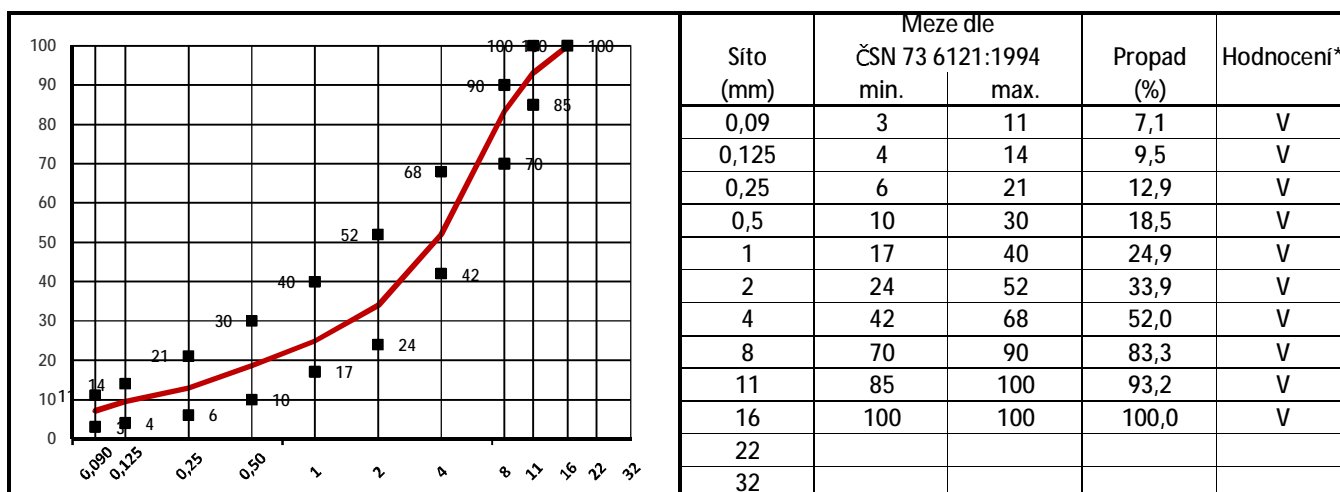 100
90
80
70
60
50
40
30
20
10
0
100 100 100
90
85
70
68
52
42
40
30
24
21
17
14
11
10
6
4
3
0,090 0,125 0,25 0,50 1 2 4 8 11 16 22 32
Meze dle
Síto ČSN 73 6121:1994 Propad Hodnocení*
(mm) min. max. (%)
0,09 3 11 7,1 V
0,125 4 14 9,5 V
0,25 6 21 12,9 V
0,5 10 30 18,5 V
1 17 40 24,9 V
2 24 52 33,9 V
4 42 68 52,0 V
8 70 90 83,3 V
11 85 100 93,2 V
16 100 100 100,0 V
22
32